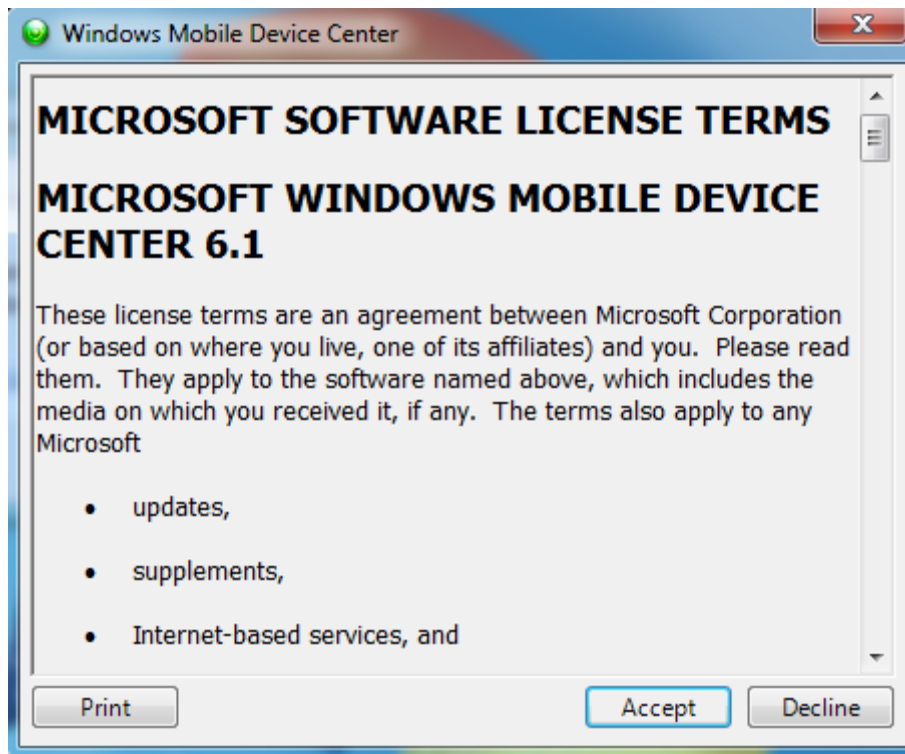 Windows Mobile Device Center
MICROSOFT SOFTWARE LICENSE TERMS
MICROSOFT WINDOWS MOBILE DEVICE
CENTER 6.1
These license terms are an agreement between Microsoft Corporation
(or based on where you live, one of its affiliates) and you.  Please read
them.  They apply to the software named above, which includes the
media on which you received it, if any.  The terms also apply to any
Microsoft
• updates,
• supplements,
• Internet-based services, and
Print Accept Decline